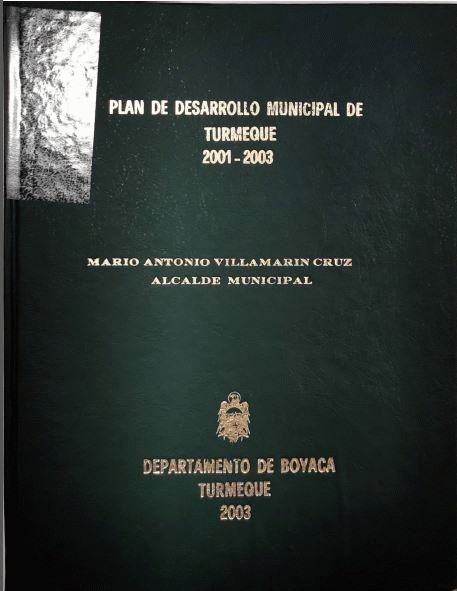 PLAN DE DESARROLLO MUNICIPAL DE
TURMEQUE
2001-2003
MARIO ANTONIO VILLAMARIN CRUZ
ALCALDE MUNICIPAL
DEPARTAMENTO DE BOYACA
TURMEQUE
2003